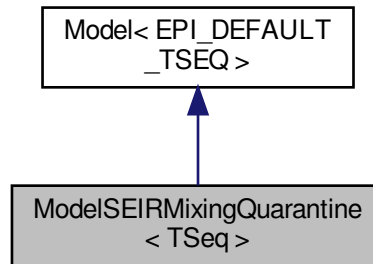 Model< EPI_DEFAULT
_TSEQ >
ModelSEIRMixingQuarantine
< TSeq >